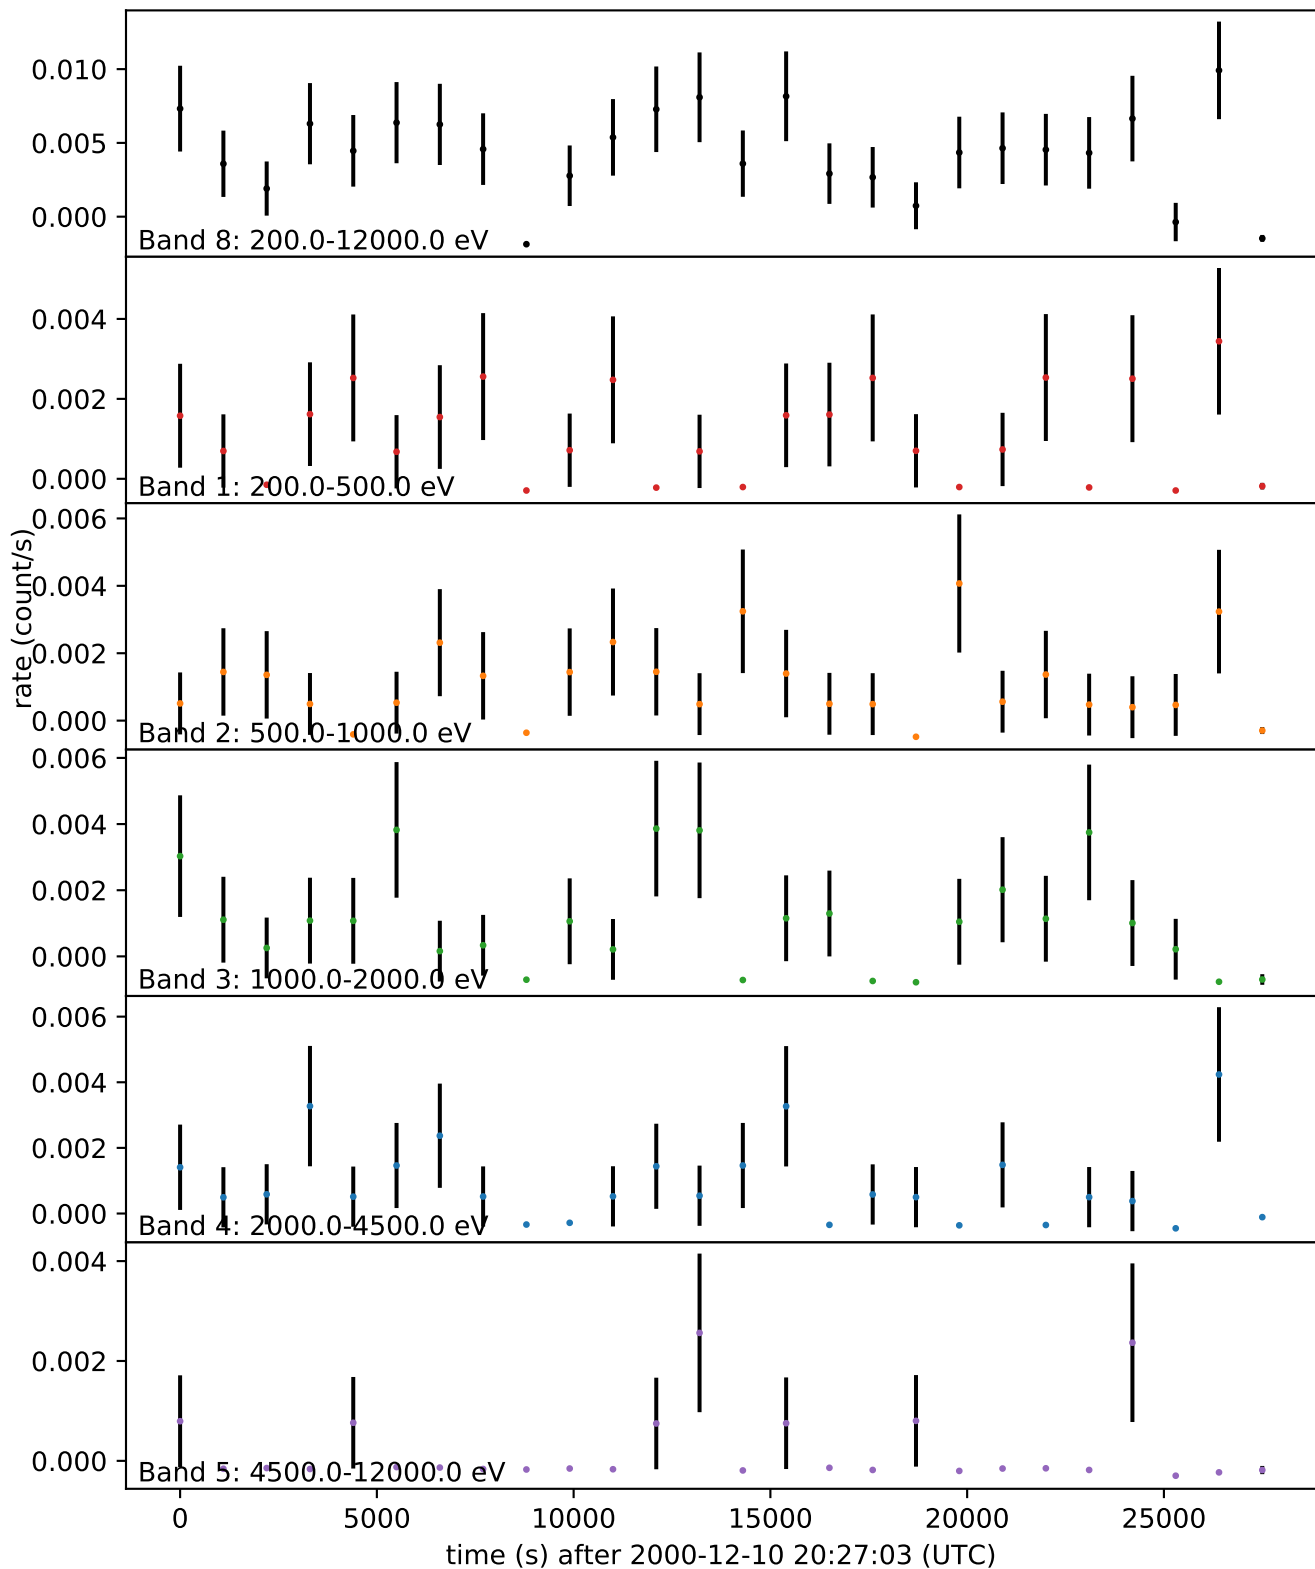 0.010
0.005
0.000
Band 8: 200.0-12000.0 eV
0.004
0.002
0.000
Band 1: 200.0-500.0 eV
rate (count/s)
0.006
0.004
0.002
0.000
Band 2: 500.0-1000.0 eV
0.006
0.004
0.002
0.000
Band 3: 1000.0-2000.0 eV
0.006
0.004
0.002
0.000
Band 4: 2000.0-4500.0 eV
0.004
0.002
0.000
Band 5: 4500.0-12000.0 eV
0 5000 10000 15000 20000 25000
time (s) after 2000-12-10 20:27:03 (UTC)